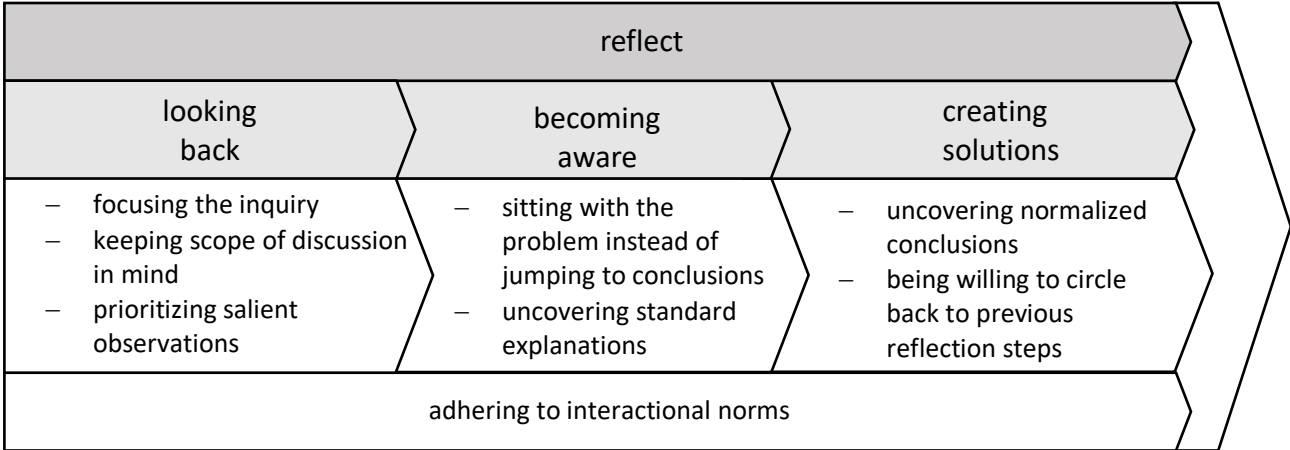 reflect
looking
back
becoming
aware
creating
solutions
– focusing the inquiry
– keeping scope of discussion
in mind
– prioritizing salient
observations
– sitting with the
problem instead of
jumping to conclusions
– uncovering standard
explanations
– uncovering normalized
conclusions
– being willing to circle
back to previous
reflection steps
adhering to interactional norms